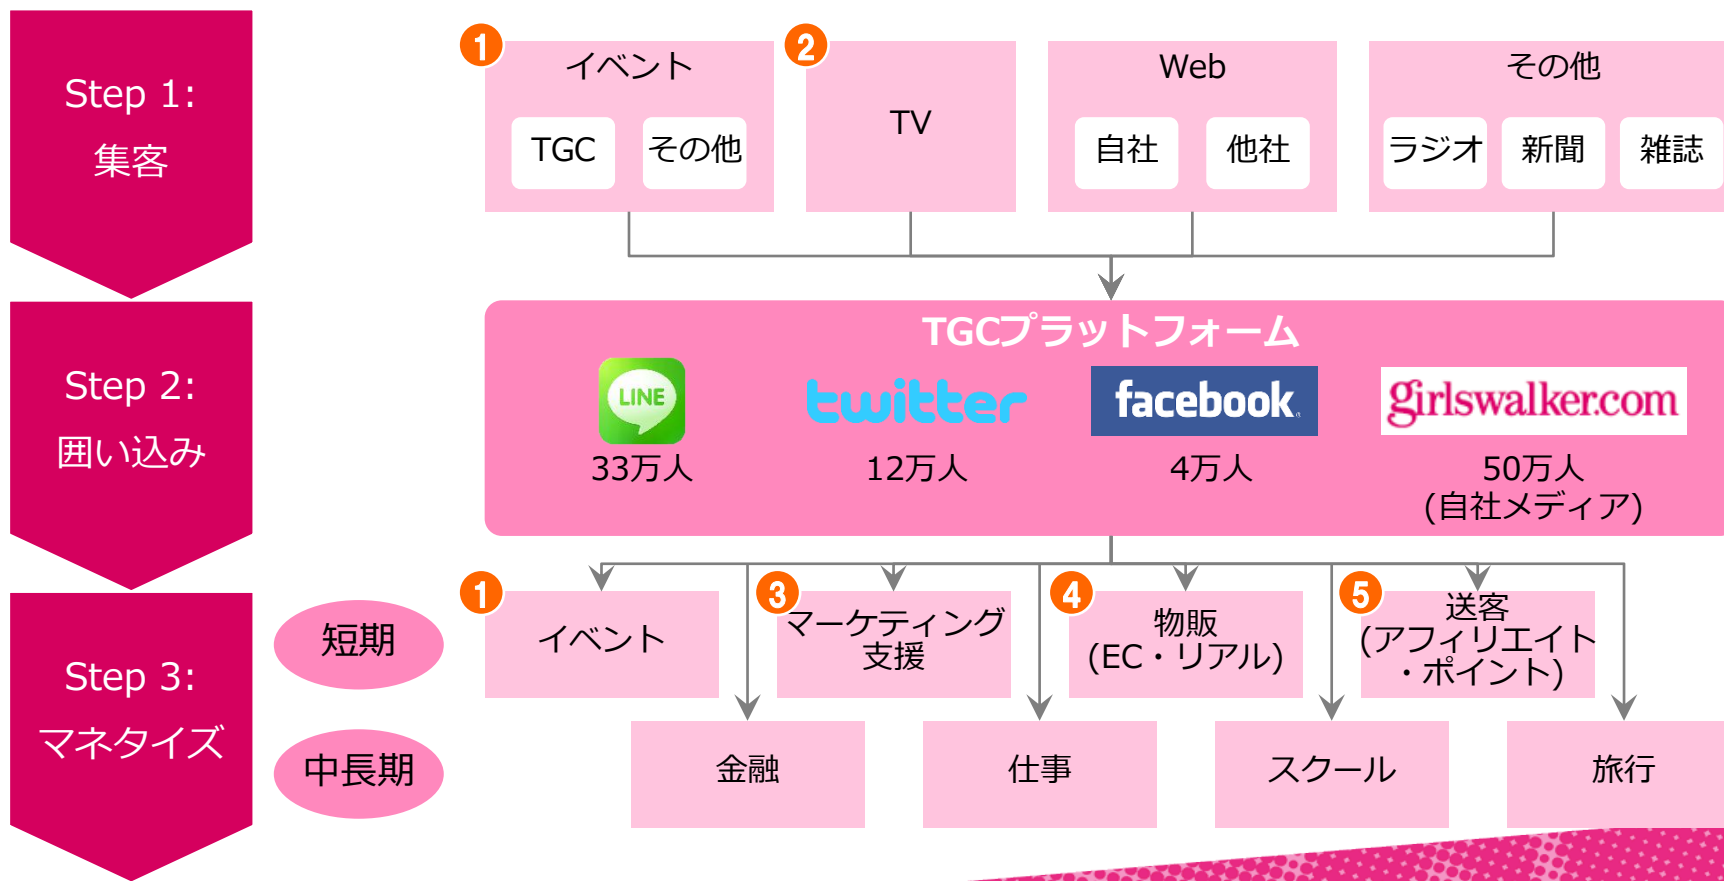 Step 1:
集客
1
イベント
TGC
その他
2
TV
Web
自社
他社
その他
ラジオ
新聞
雑誌
Step 2:
囲い込み
TGCプラットフォーム
LINE
33万人
twitter
12万人
facebook
4万人
girlswalker.com
50万人
(自社メディア)
Step 3:
マネタイズ
短期
1
イベント
3
マーケティング
支援
4
物販
(EC・リアル)
5
送客
(アフィリエイト
・ポイント)
中長期
金融
仕事
スクール
旅行